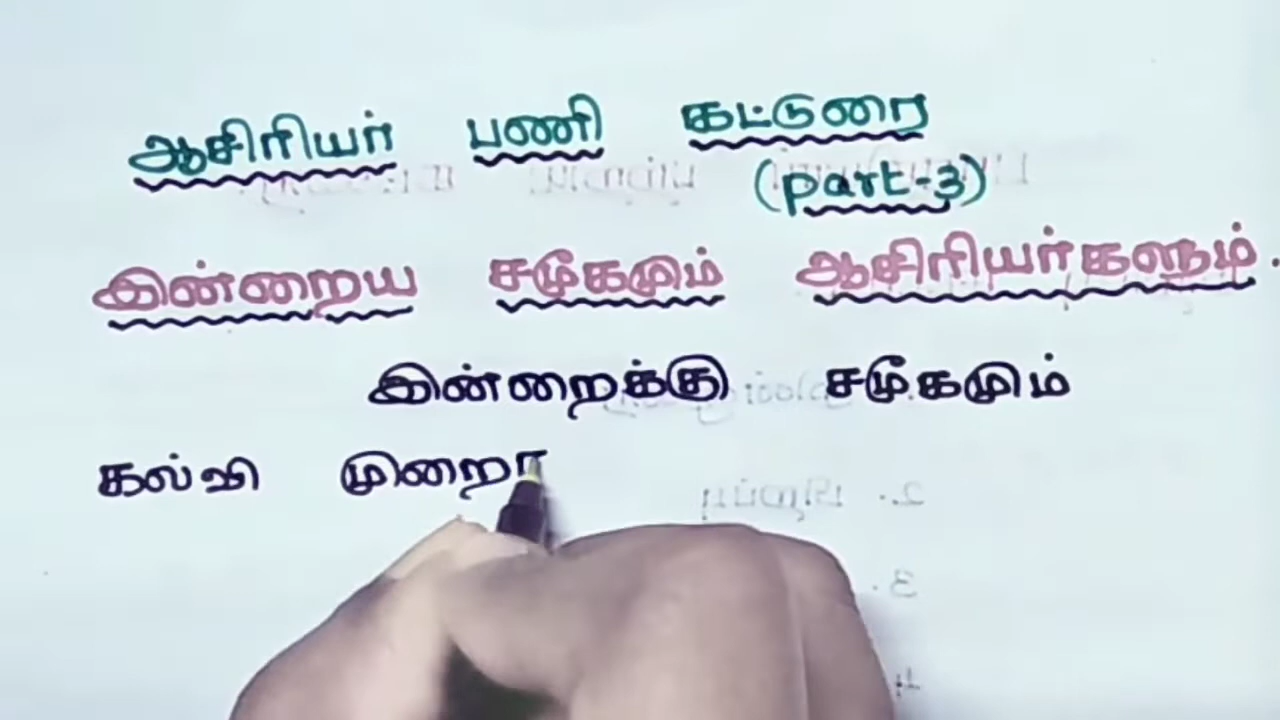 ஆசிரியர் பணி கட்டுரை
(part-3)
இன்றைய சமூகமும் ஆசிரியர்களும்.
இன்றைக்கு சமூகமும்
கல்வி